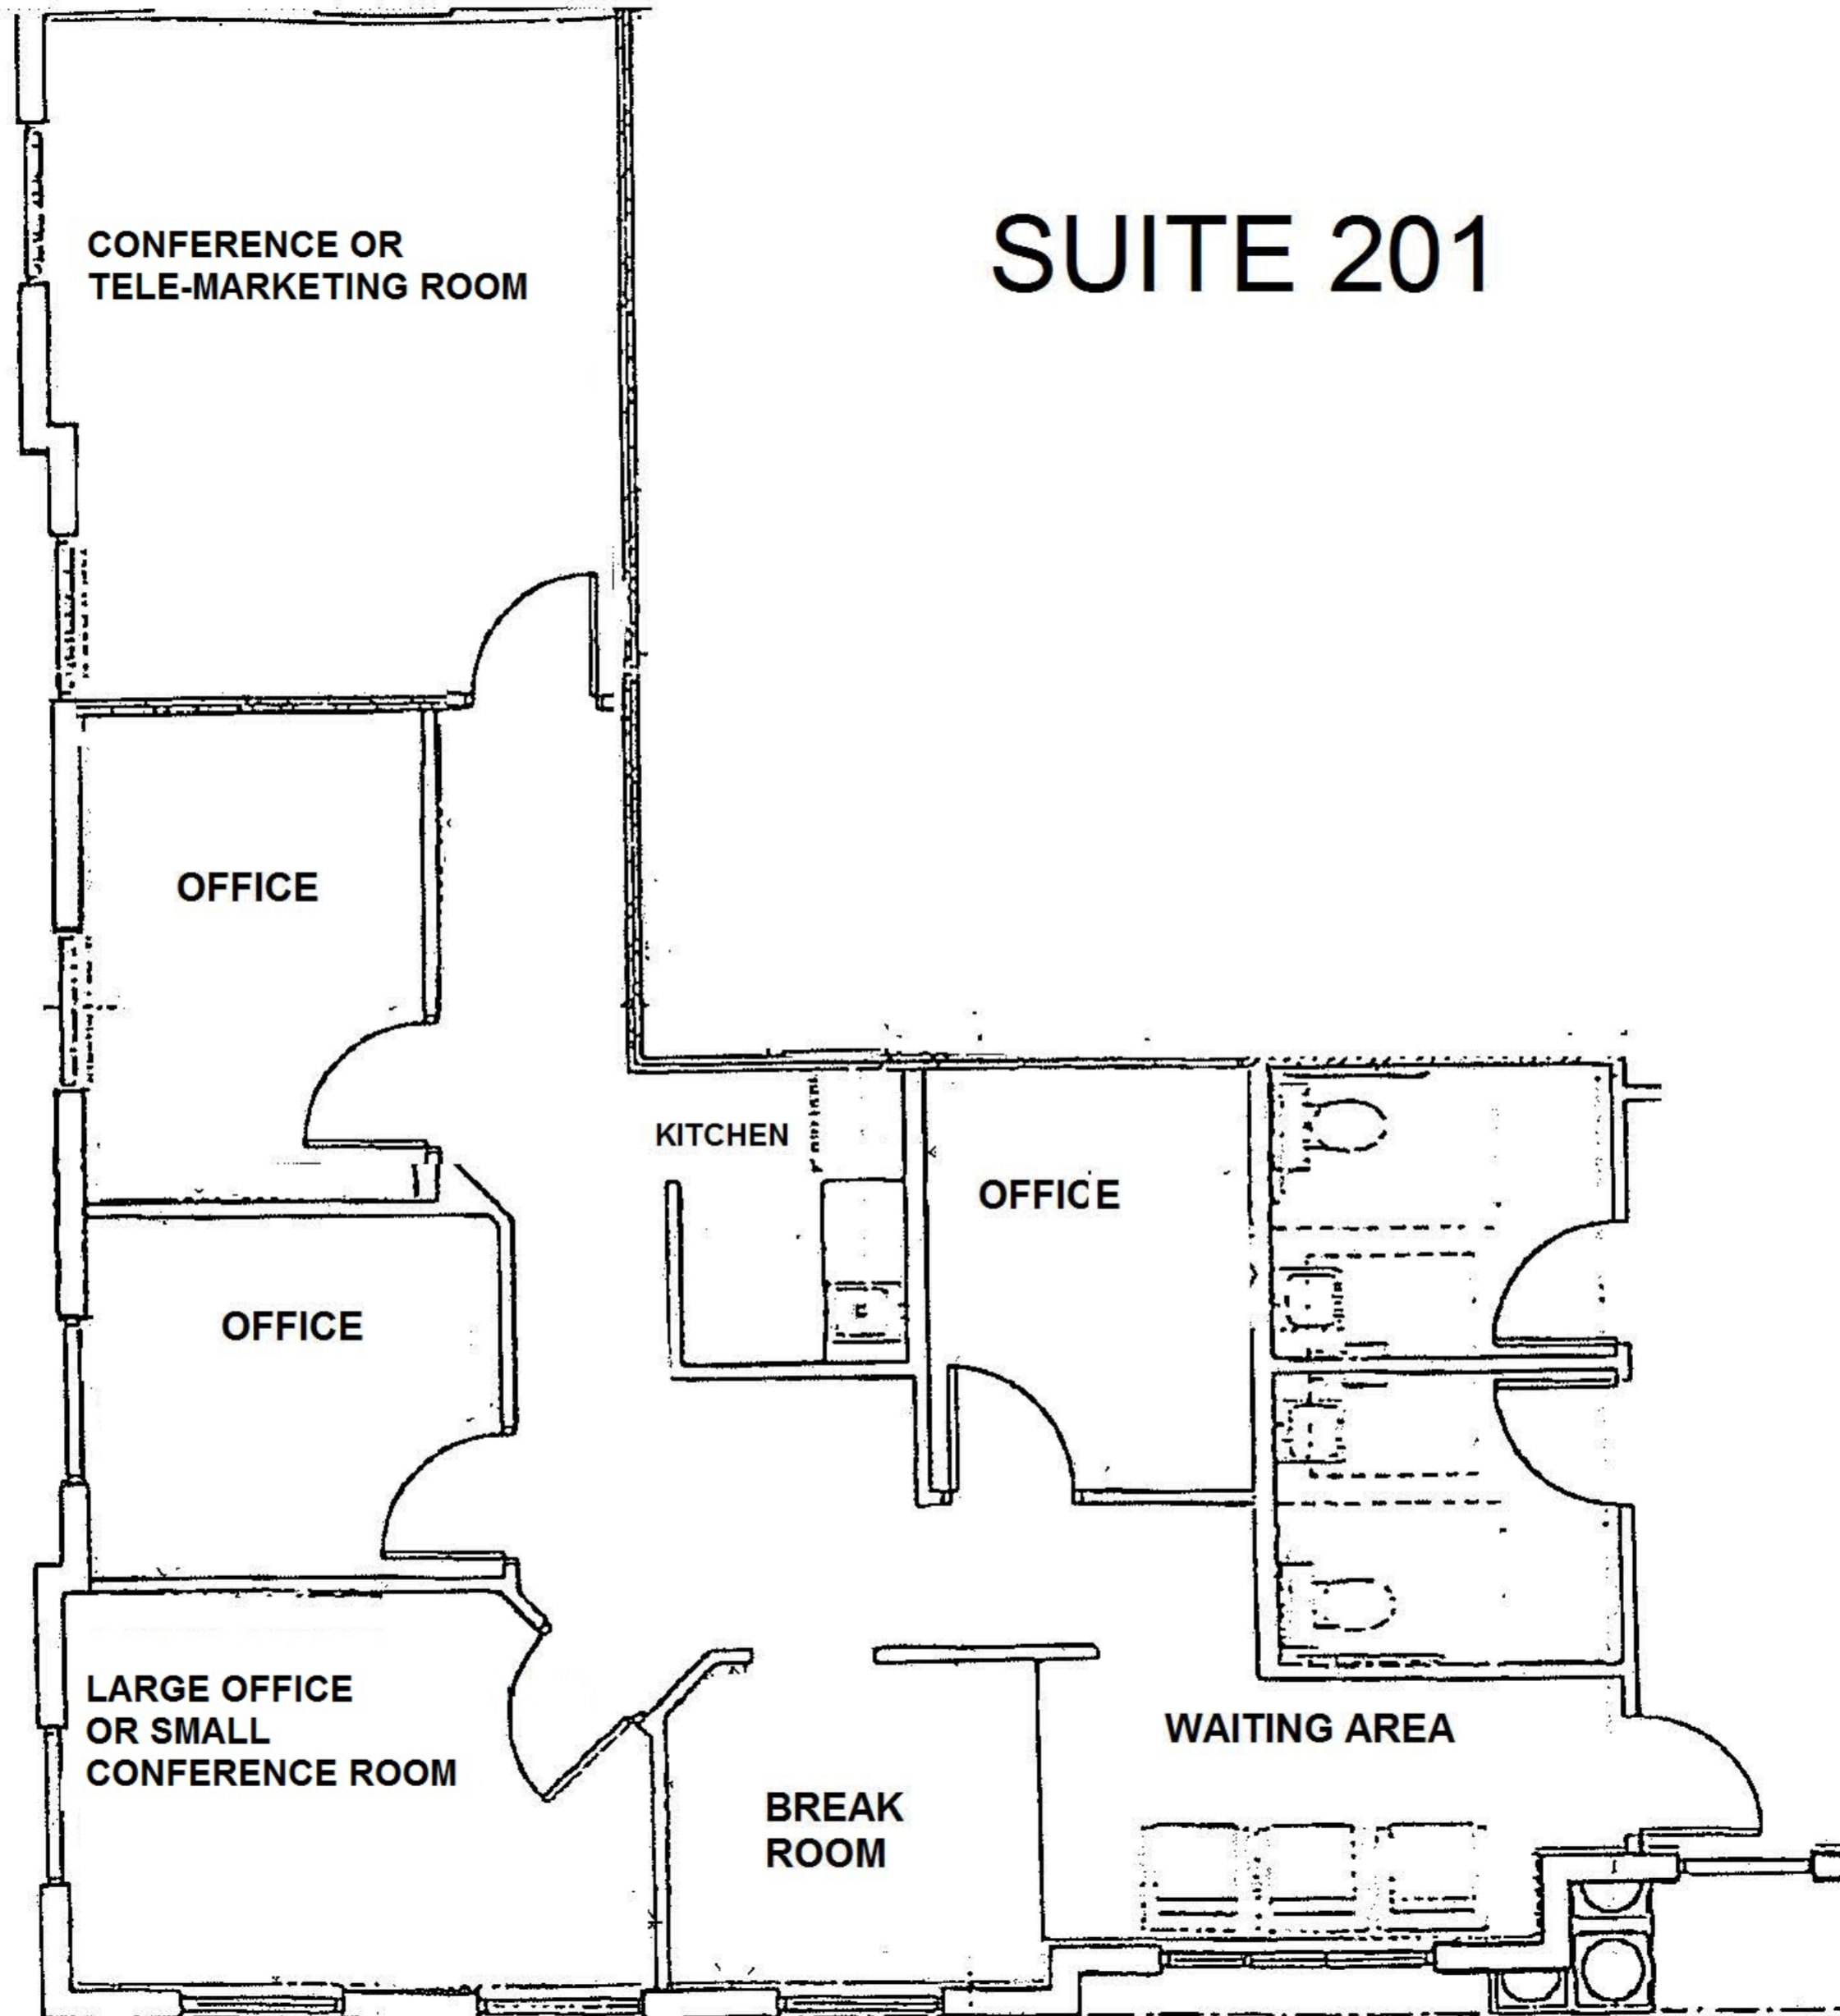 SUITE 201
CONFERENCE OR
TELE-MARKETING ROOM
OFFICE
KITCHEN
OFFICE
OFFICE
LARGE OFFICE
OR SMALL
CONFERENCE ROOM
BREAK
ROOM
WAITING AREA